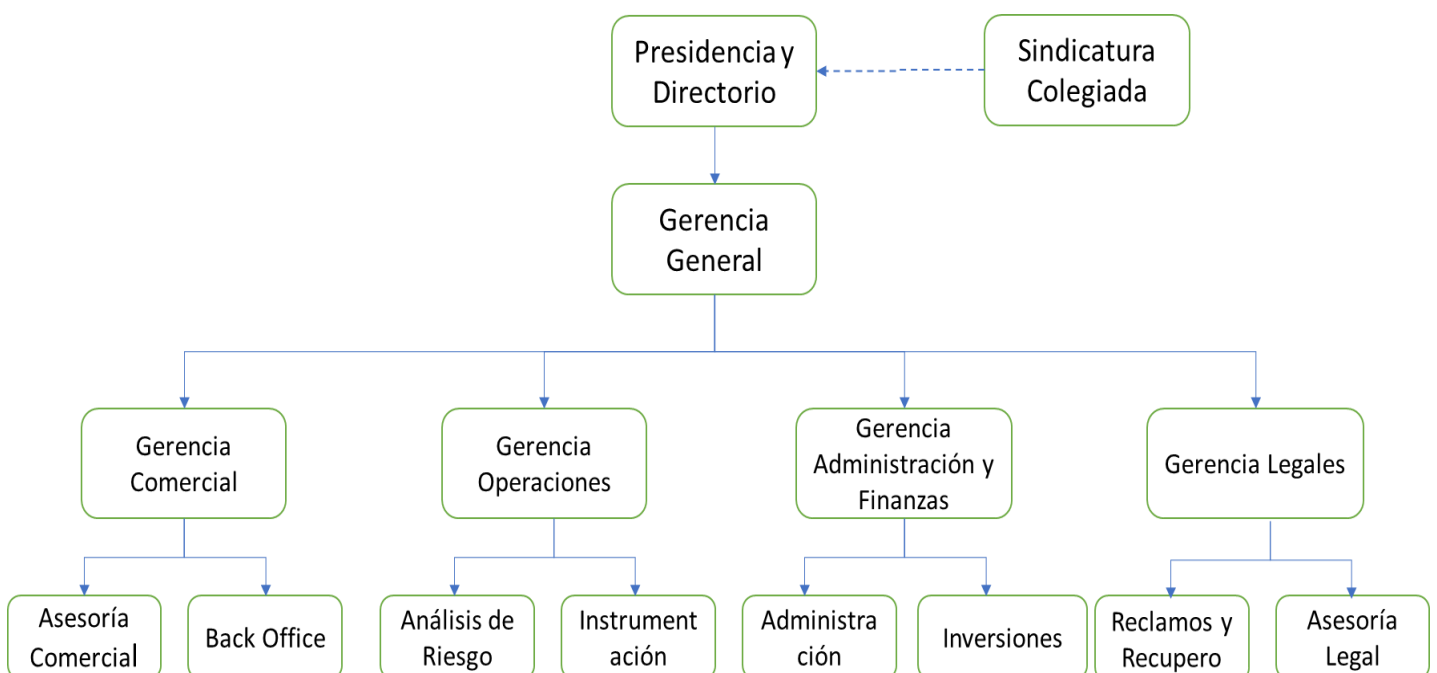 Presidencia y
Directorio
Sindicatura
Colegiada
Gerencia
General
Gerencia
Comercial
Gerencia
Operaciones
Gerencia
Administración y
Finanzas
Gerencia Legales
Asesoría
Comercial
Back Office
Análisis de
Riesgo
Instrument
ación
Administra
ción
Inversiones
Reclamos y
Recupero
Asesoría
Legal